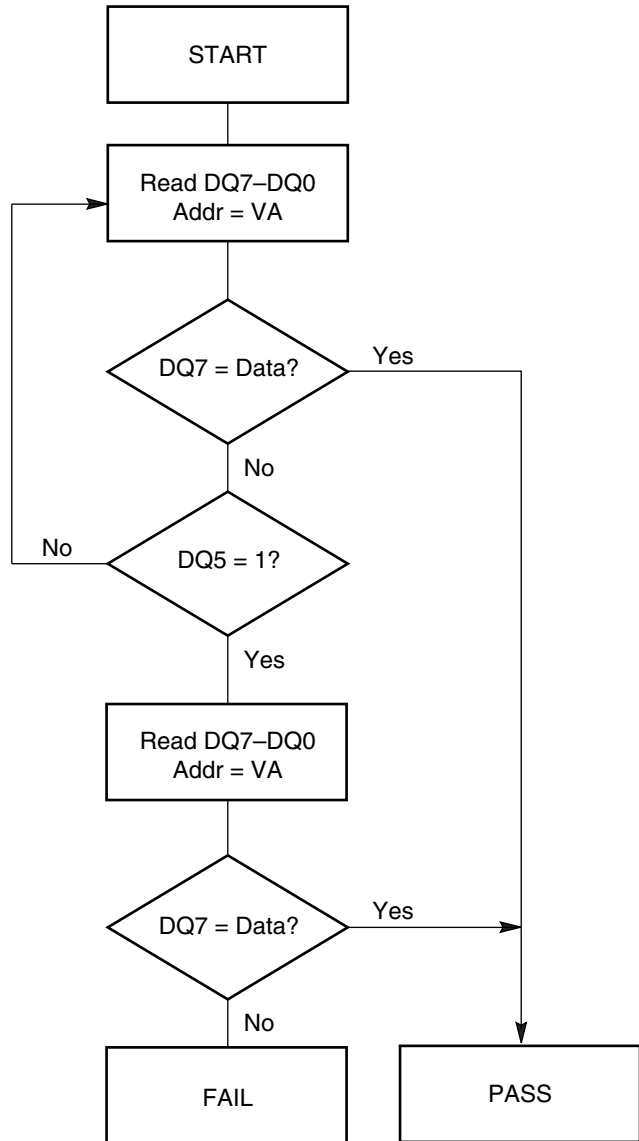 START
Read DQ7–DQ0
Addr = VA
DQ7 = Data?
Yes
No
No
DQ5 = 1?
Yes
Read DQ7–DQ0
Addr = VA
DQ7 = Data?
Yes
No
FAIL
PASS